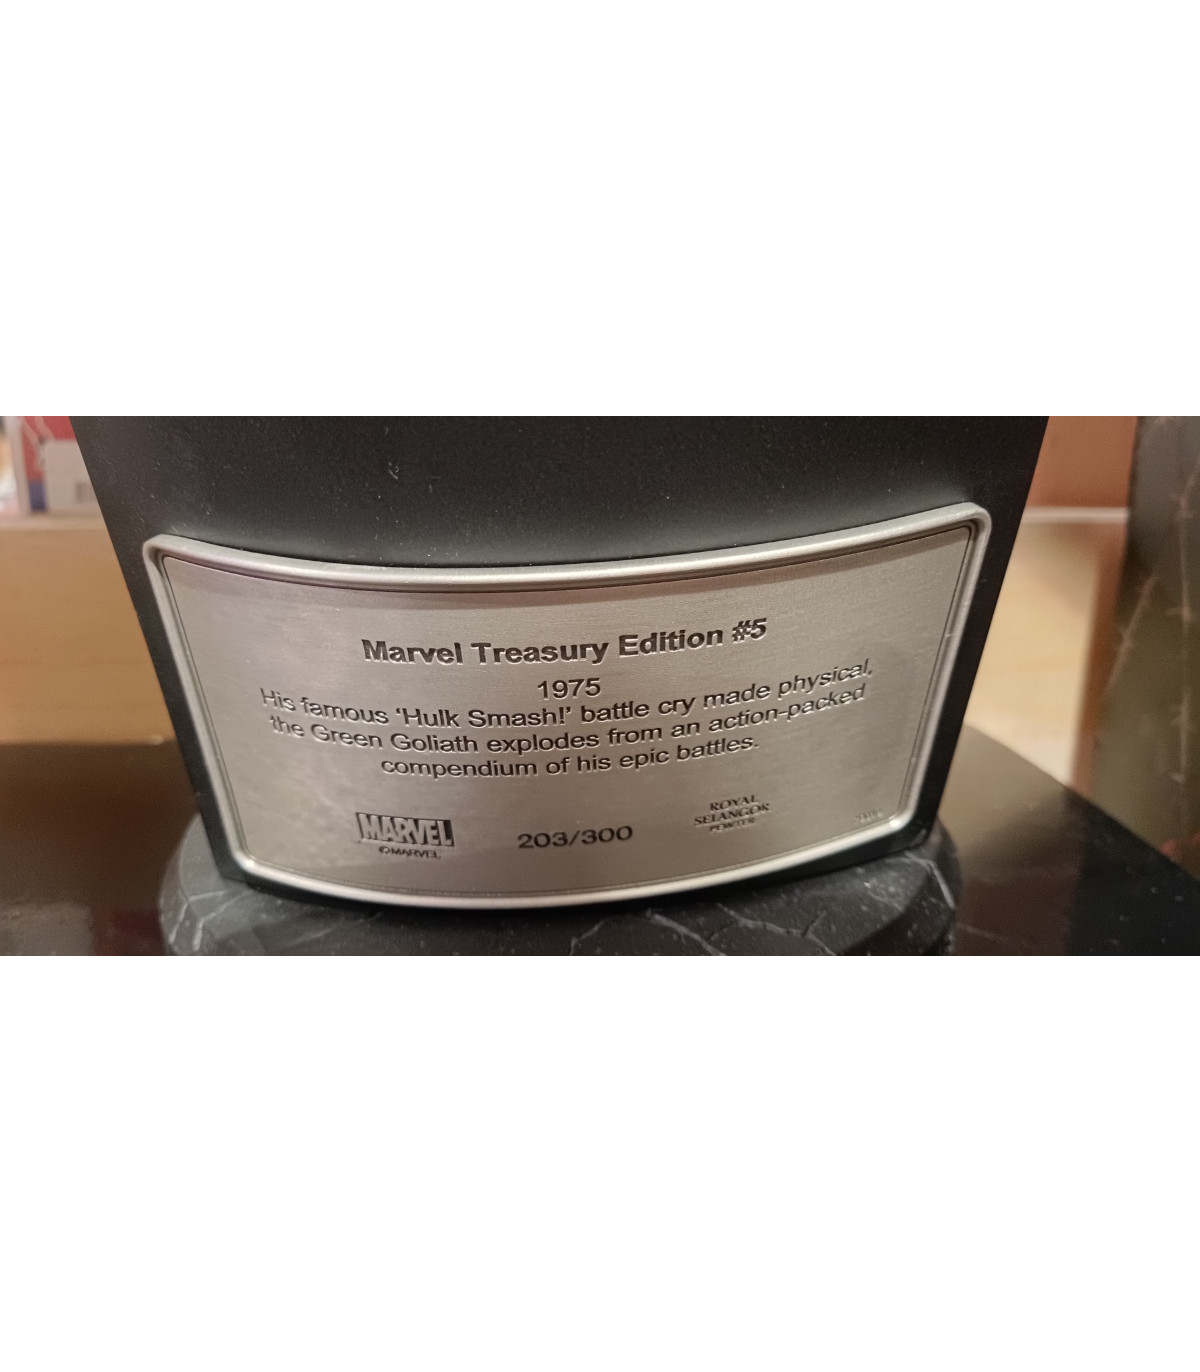 Marvel Treasury Edition #5
1975
His famous ‘Hulk Smash!’ battle cry made physical,
the Green Goliath explodes from an action-packed
compendium of his epic battles.
MARVEL
©MARVEL
203/300
ROYAL
SELANGOR
PEWTER